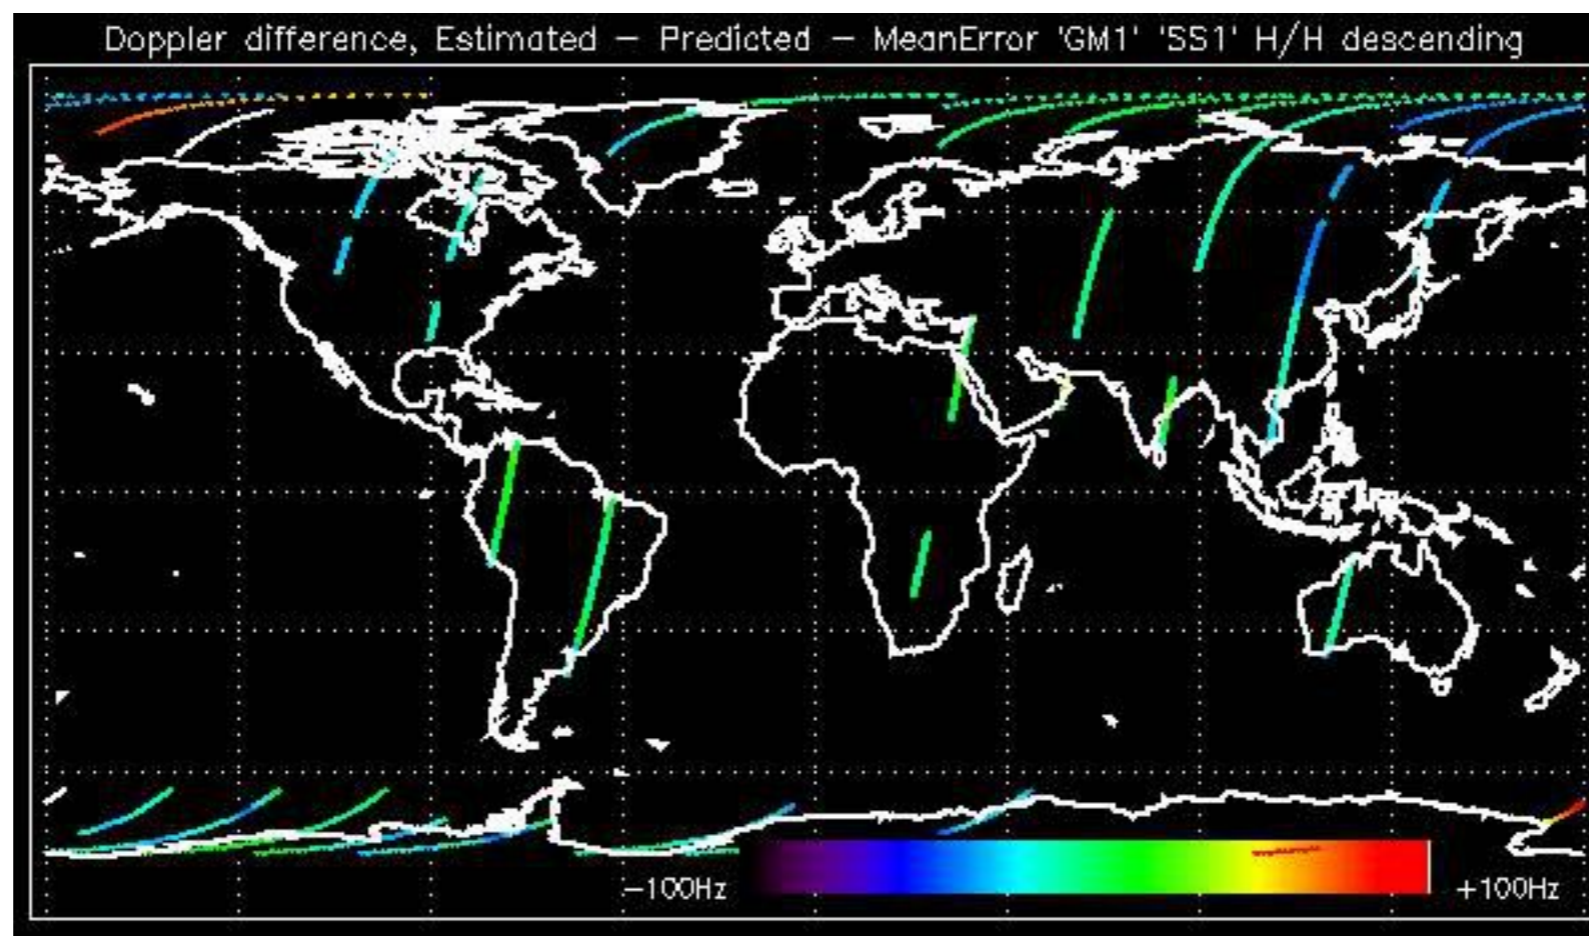 Doppler difference, Estimated – Predicted – MeanError 'GM1' 'SS1' H/H descending
–100Hz
+100Hz